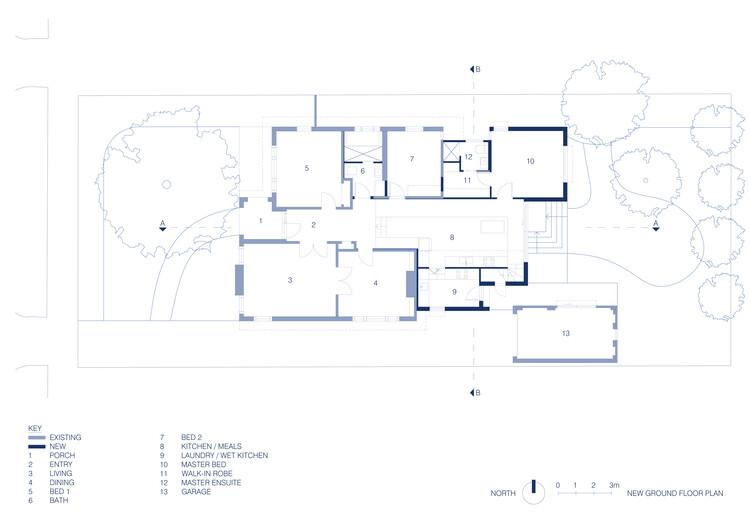 B
5
6
7
12
11
10
A
1
2
8
A
3
4
9
13
B
KEY
EXISTING
NEW
1 PORCH
2 ENTRY
3 LIVING
4 DINING
5 BED 1
6 BATH
7 BED 2
8 KITCHEN / MEALS
9 LAUNDRY / WET KITCHEN
10 MASTER BED
11 WALK-IN ROBE
12 MASTER ENSUITE
13 GARAGE
NORTH 0 1 2 3m NEW GROUND FLOOR PLAN